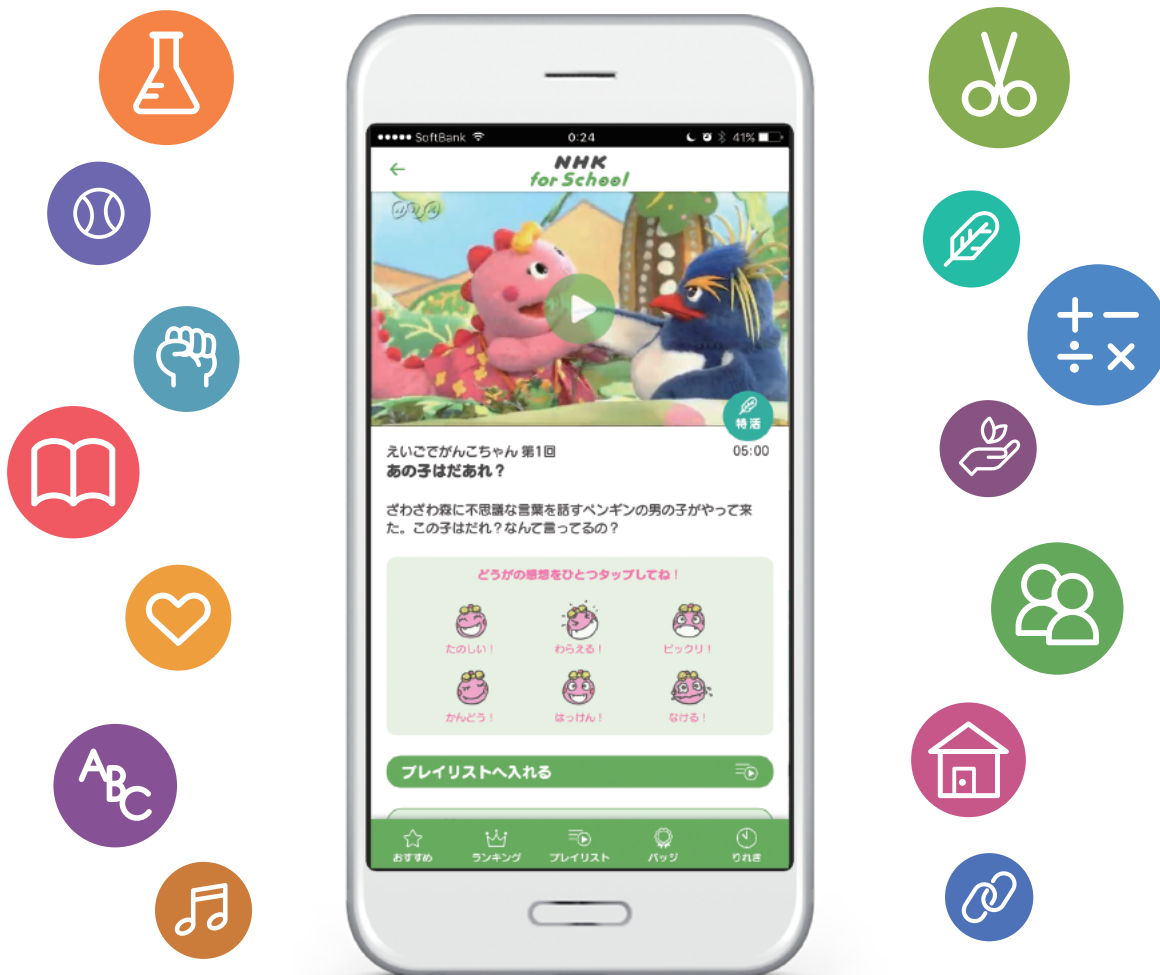 SoftBank
0:24
41%
NHK
for School
特活
えいごでがんこちゃん 第1回
05:00
あの子はだあれ？
ざわざわ森に不思議な言葉を話すペンギンの男の子がやって来
た。この子はだれ？なんて言ってるの？
どうがの感想をひとつタップしてね！
たのしい！
わらえる！
ビックリ！
かんどう！
はっけん！
なける！
プレイリストへ入れる
おすすめ
ランキング
プレイリスト
バッジ
りれき
ABC